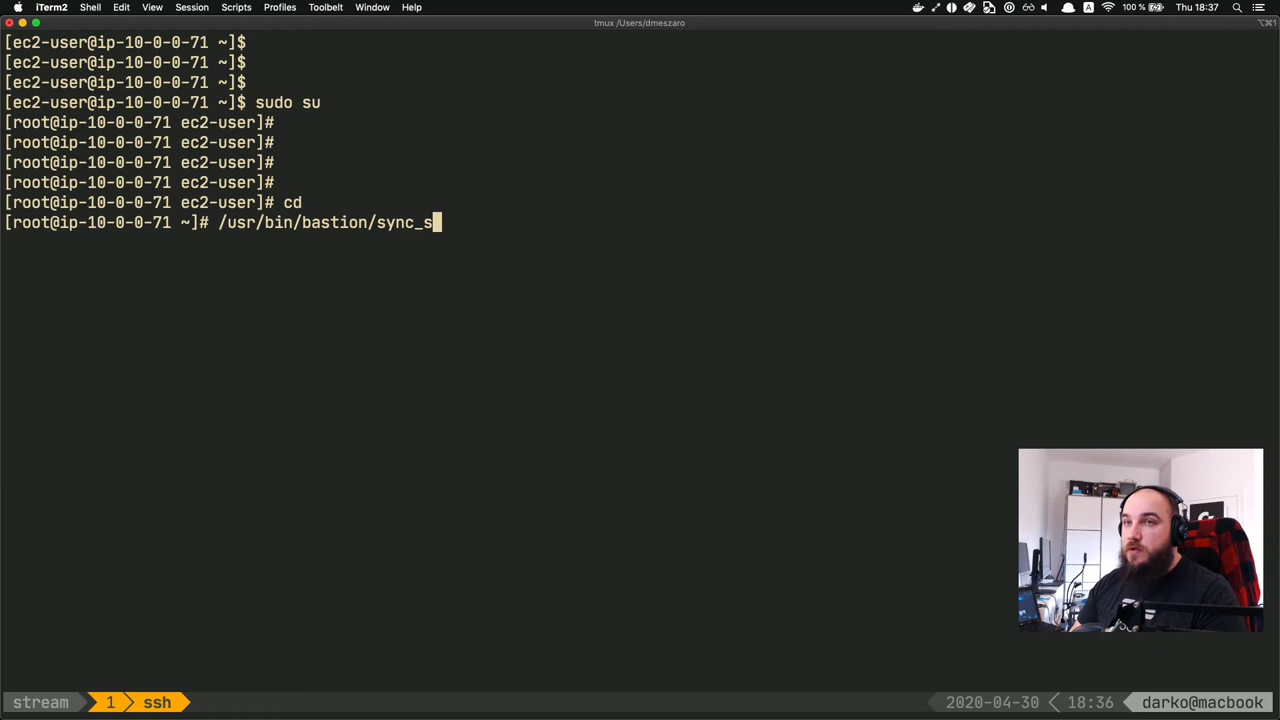 iTerm2 Shell Edit View Session Scripts Profiles Toolbelt Window Help 100 % Thu 18:37
tmux /Users/dmeszaro ⌥⌘1
[ec2-user@ip-10-0-0-71 ~]$
[ec2-user@ip-10-0-0-71 ~]$
[ec2-user@ip-10-0-0-71 ~]$
[ec2-user@ip-10-0-0-71 ~]$ sudo su
[root@ip-10-0-0-71 ec2-user]#
[root@ip-10-0-0-71 ec2-user]#
[root@ip-10-0-0-71 ec2-user]#
[root@ip-10-0-0-71 ec2-user]#
[root@ip-10-0-0-71 ec2-user]# cd
[root@ip-10-0-0-71 ~]# /usr/bin/bastion/sync_s
stream 1 ssh 2020-04-30 18:36 darko@macbook